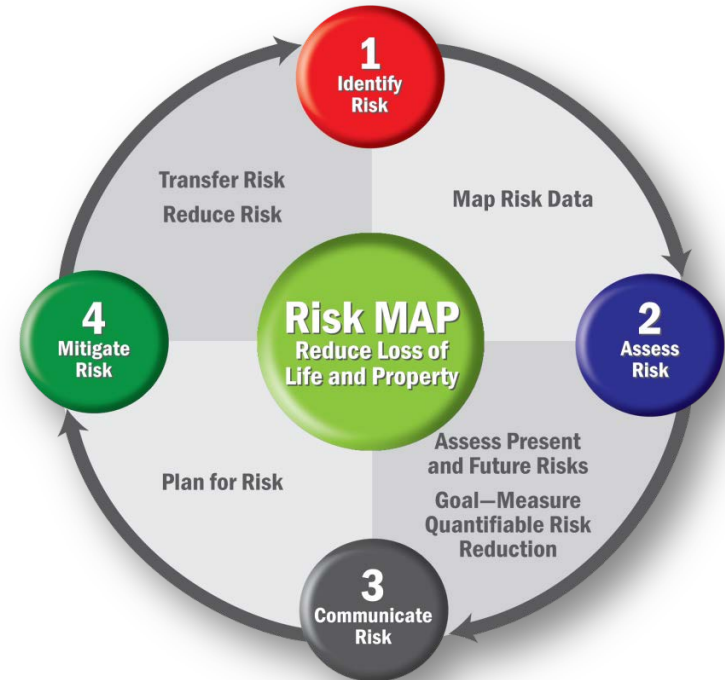 1
Identify
Risk
Map Risk Data
2
Assess
Risk
Assess Present
and Future Risks
Goal—Measure
Quantifiable Risk
Reduction
3
Communicate
Risk
Plan for Risk
4
Mitigate
Risk
Transfer Risk
Reduce Risk
Risk MAP
Reduce Loss of
Life and Property